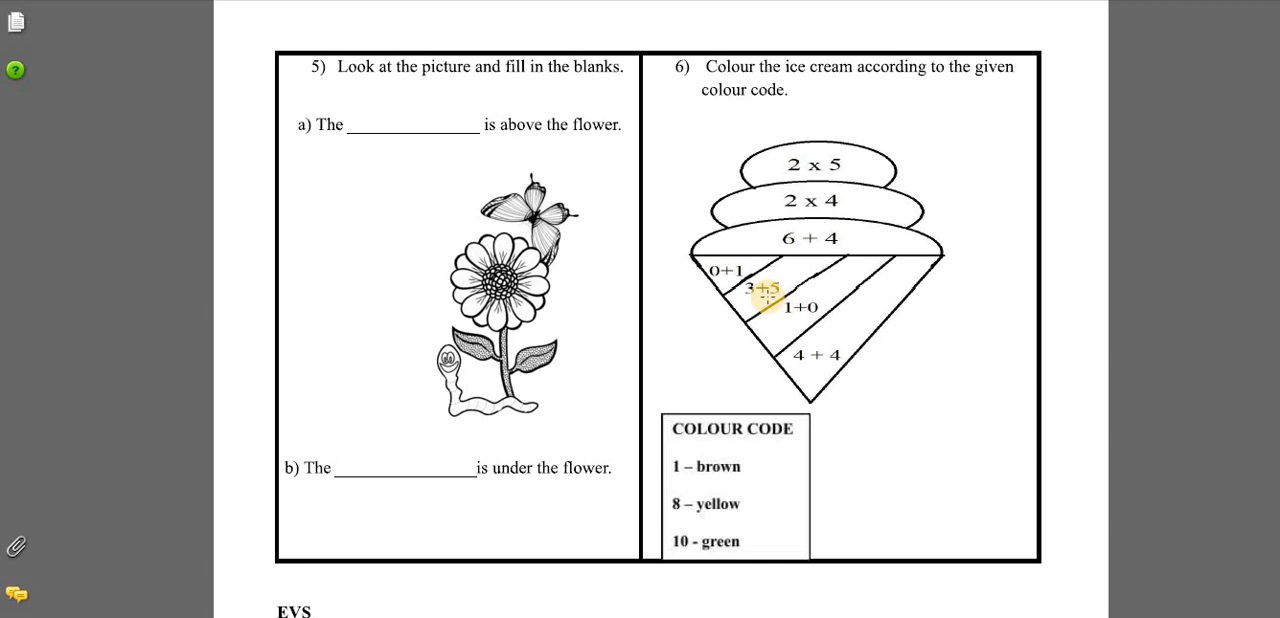 5) Look at the picture and fill in the blanks.
a) The ______________ is above the flower.
b) The _______________is under the flower.
6) Colour the ice cream according to the given
colour code.
2 x 5
2 x 4
6 + 4
0+1
3+5
1+0
4 + 4
COLOUR CODE
1 – brown
8 – yellow
10 - green
EVS